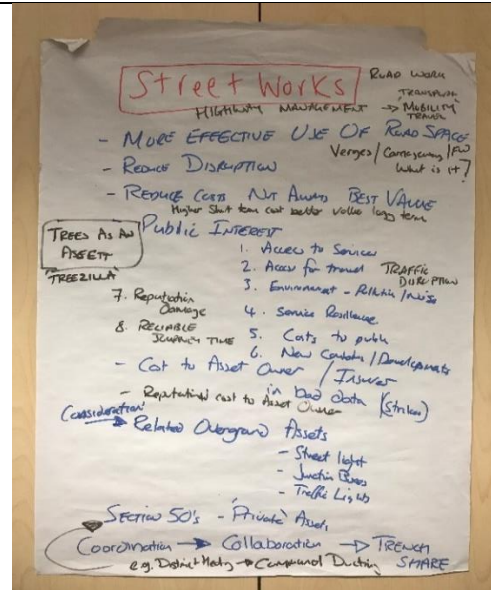 Street Works
ROAD WORK
TRANSPORT
HIGHWAY MANAGEMENT → MOBILITY
TRAVEL
- MORE EFFECTIVE USE OF ROAD SPACE
Verges / Carriageway / FW
What is it?
- REDUCE DISRUPTION
- REDUCE COSTS NOT ALWAYS BEST VALUE
Higher Short term cost better value long term
PUBLIC INTEREST
TREES AS AN
ASSETT
TREEZILLA
1. Access to Services
2. Access for travel TRAFFIC DISRUPTION
3. Environment - Pollution / Noise
4. Service Resilience
5. Costs to public
6. New / Developments
7. Reputation Damage
8. RELIABLE JOURNEY TIME
- Cost to Asset Owner / Insurer
- Reputational cost to Asset Owner
in bad data (Strikes)
Consideration
→ Related Overground Assets
- Street light
- Junction Boxes
- Traffic Lights
SECTION 50's - 'Private' Assets
Coordination → Collaboration → TRENCH SHARE
e.g. District Meeting → Communal Ducting